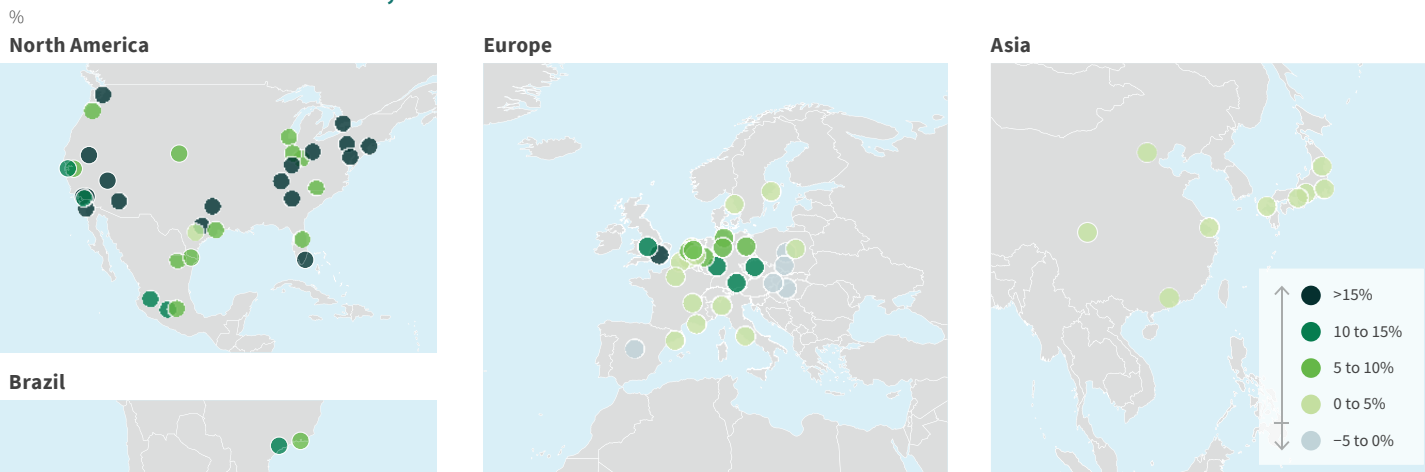 %
North America
Europe
Asia
Brazil
>15%
10 to 15%
5 to 10%
0 to 5%
−5 to 0%